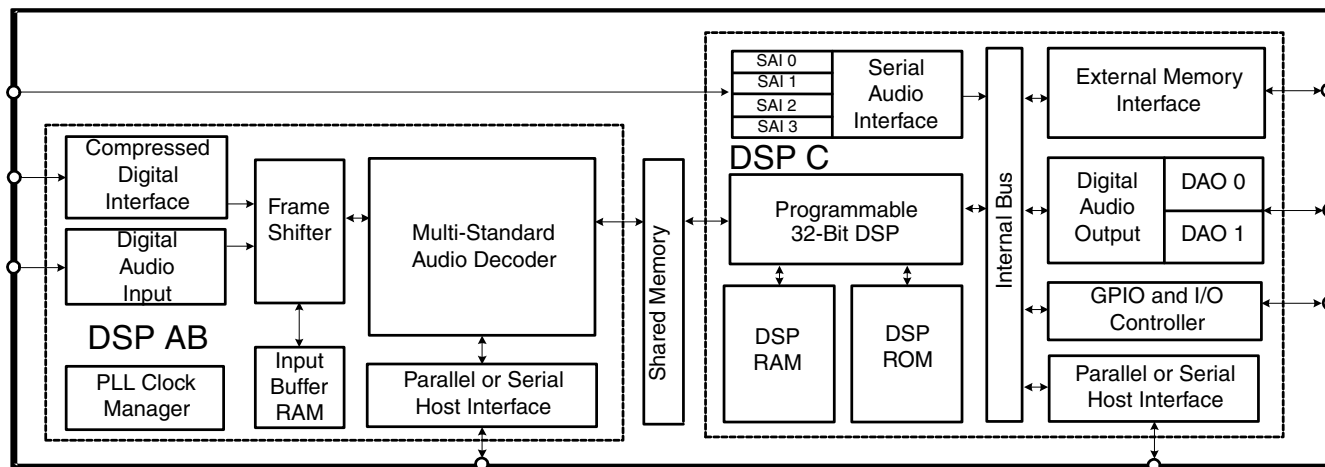 Compressed
Digital
Interface
Digital
Audio
Input
DSP AB
PLL Clock
Manager
Frame
Shifter
Input
Buffer
RAM
Multi-Standard
Audio Decoder
Parallel or Serial
Host Interface
Shared Memory
SAI 0
SAI 1
SAI 2
SAI 3
Serial
Audio
Interface
DSP C
Programmable
32-Bit DSP
DSP
RAM
DSP
ROM
Internal Bus
External Memory
Interface
Digital
Audio
Output
DAO 0
DAO 1
GPIO and I/O
Controller
Parallel or Serial
Host Interface